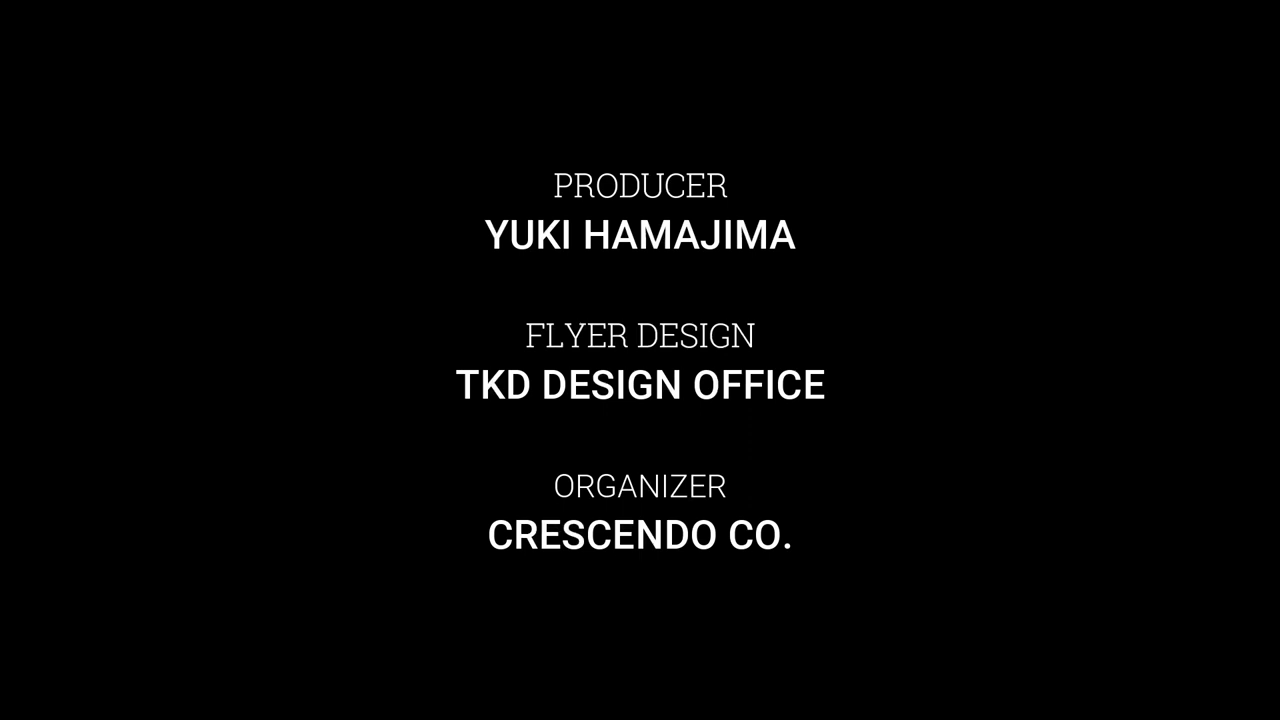 PRODUCER
YUKI HAMAJIMA
FLYER DESIGN
TKD DESIGN OFFICE
ORGANIZER
CRESCENDO CO.